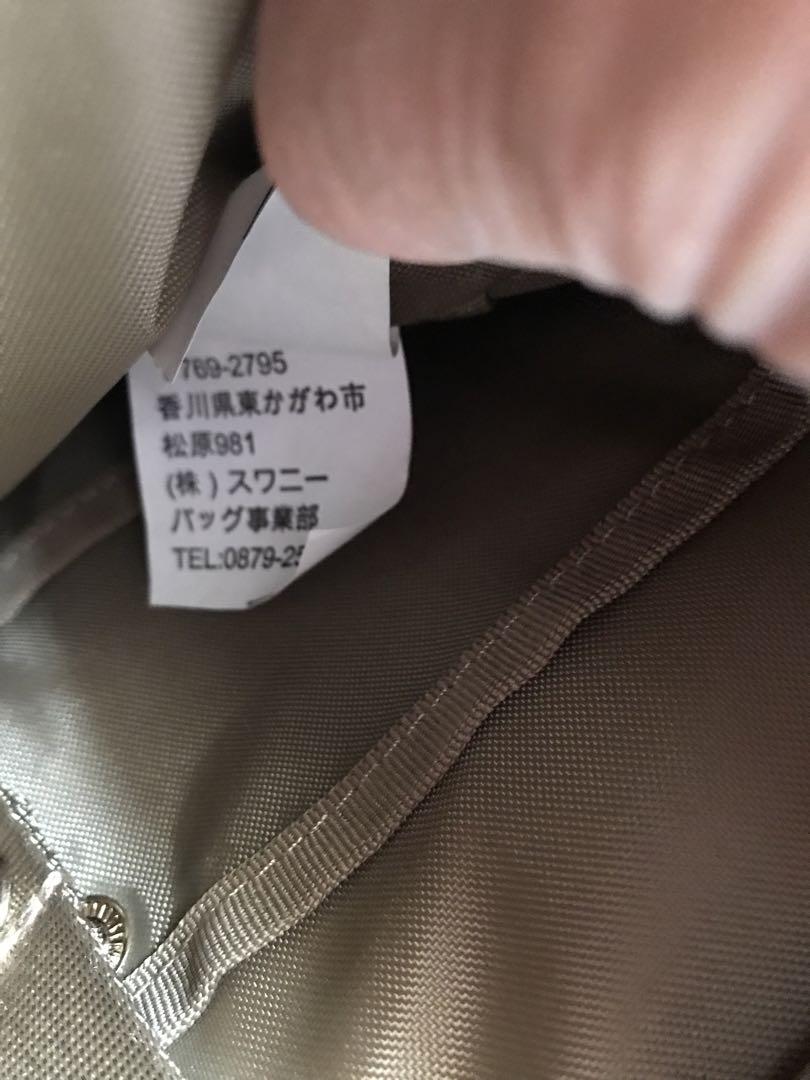 769-2795
香川県東かがわ市
松原981
(株)スワニー
バッグ事業部
TEL:0879-25